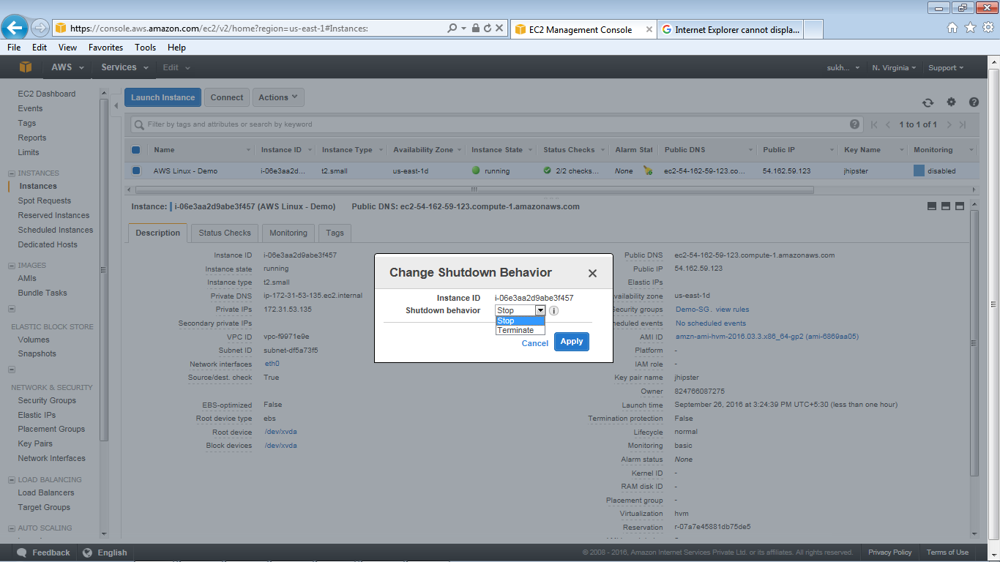 https://console.aws.amazon.com/ec2/v2/home?region=us-east-1#Instances:
EC2 Management Console
Internet Explorer cannot displa...
File Edit View Favorites Tools Help
AWS Services Edit sukh... N. Virginia Support
EC2 Dashboard
Events
Tags
Reports
Limits
INSTANCES
Instances
Spot Requests
Reserved Instances
Scheduled Instances
Dedicated Hosts
IMAGES
AMIs
Bundle Tasks
ELASTIC BLOCK STORE
Volumes
Snapshots
NETWORK & SECURITY
Security Groups
Elastic IPs
Placement Groups
Key Pairs
Network Interfaces
LOAD BALANCING
Load Balancers
Target Groups
AUTO SCALING
Launch Instance Connect Actions
Filter by tags and attributes or search by keyword
1 to 1 of 1
Name Instance ID Instance Type Availability Zone Instance State Status Checks Alarm Stat Public DNS Public IP Key Name Monitoring
AWS Linux - Demo i-06e3aa2d... t2.small us-east-1d running 2/2 checks... None ec2-54-162-59-123.co... 54.162.59.123 jhipster disabled
Instance: i-06e3aa2d9abe3f457 (AWS Linux - Demo) Public DNS: ec2-54-162-59-123.compute-1.amazonaws.com
Description Status Checks Monitoring Tags
Instance ID i-06e3aa2d9abe3f457
Instance state running
Instance type t2.small
Private DNS ip-172-31-53-135.ec2.internal
Private IPs 172.31.53.135
Secondary private IPs
VPC ID vpc-f9971e9e
Subnet ID subnet-df5a73f5
Network interfaces eth0
Source/dest. check True
EBS-optimized False
Root device type ebs
Root device /dev/xvda
Block devices /dev/xvda
Public DNS ec2-54-162-59-123.compute-1.amazonaws.com
Public IP 54.162.59.123
Elastic IPs
vailability zone us-east-1d
ecurity groups Demo-SG . view rules
heduled events No scheduled events
AMI ID amzn-ami-hvm-2016.03.3.x86_64-gp2 (ami-6869aa05)
Platform -
IAM role -
Key pair name jhipster
Owner 824766087275
Launch time September 26, 2016 at 3:24:39 PM UTC+5:30 (less than one hour)
Termination protection False
Lifecycle normal
Monitoring basic
Alarm status None
Kernel ID -
RAM disk ID -
Placement group -
Virtualization hvm
Reservation r-07a7e45881db75de5
Change Shutdown Behavior
Instance ID i-06e3aa2d9abe3f457
Shutdown behavior Stop
Stop
Terminate
Cancel Apply
Feedback English © 2008 - 2016, Amazon Internet Services Private Ltd. or its affiliates. All rights reserved. Privacy Policy Terms of Use